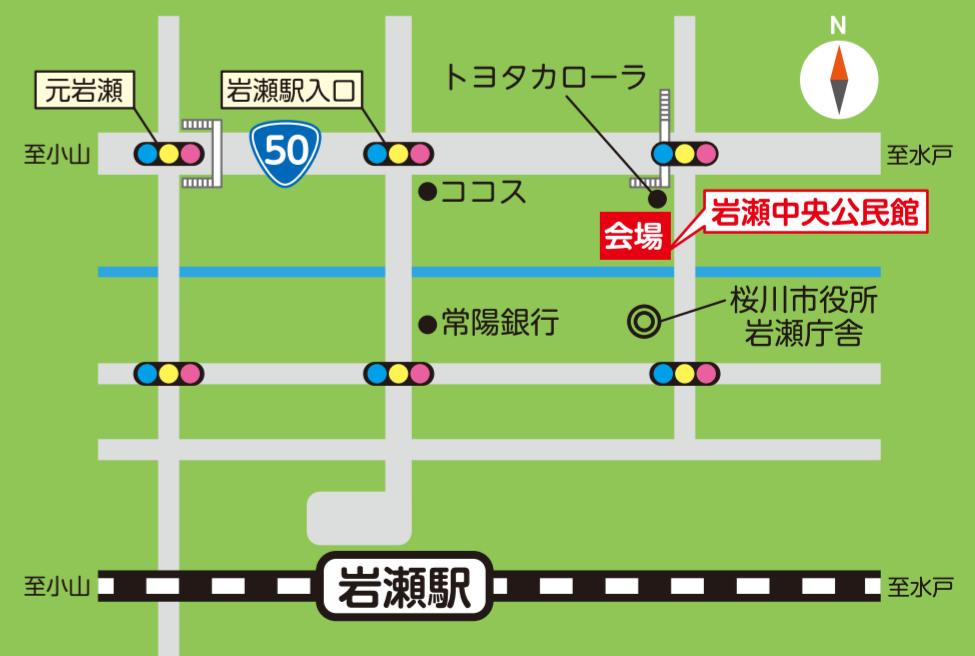 N
トヨタカローラ
元岩瀬
岩瀬駅入口
50
至小山
至水戸
ココス
岩瀬中央公民館
会場
桜川市役所
岩瀬庁舎
常陽銀行
岩瀬駅
至小山
至水戸